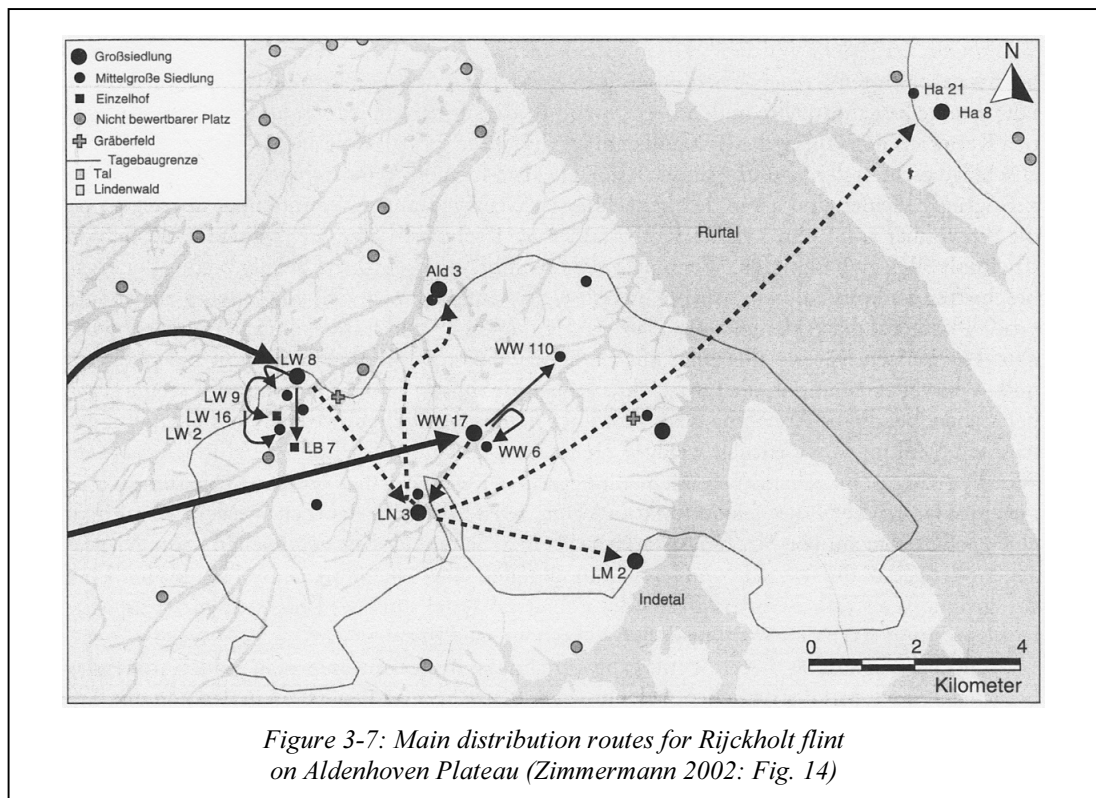 Großsiedlung
Mittelgroße Siedlung
Einzelhof
Nicht bewertbarer Platz
Gräberfeld
Tagebaugrenze
Tal
Lindenwald
N
Ha 21
Ha 8
Rurtal
Ald 3
WW 110
LW 8
LW 9
LW 16
LW 2
LB 7
WW 17
WW 6
LN 3
LM 2
Indetal
0 2 4
Kilometer
Figure 3-7: Main distribution routes for Rijckholt flint
on Aldenhoven Plateau (Zimmermann 2002: Fig. 14)